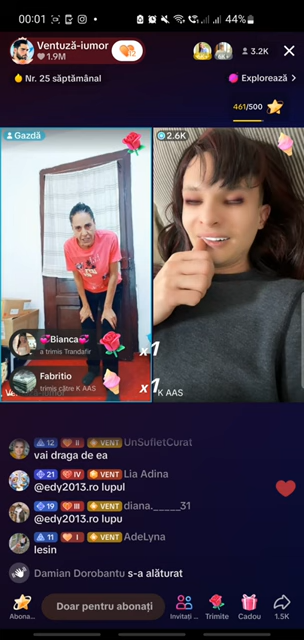 00:01
44%
Ventuză-iumor
1.9M
3.2K
Nr. 25 săptămânal
Explorează
461/500
Gazdă
2.6K
💞Bianca💞
a trimis Trandafir
x1
Fabritio
trimis către K AAS
x1
K AAS
12 II VENT UnSufletCurat
vai draga de ea
21 IV VENT Lia Adina
@edy2013.ro lupul
19 III VENT diana._____31
@edy2013.ro lupu
11 I VENT AdeLyna
lesin
Damian Dorobantu s-a alăturat
Abona...
Doar pentru abonați
Invitați ...
Trimite
Cadou
1.5K